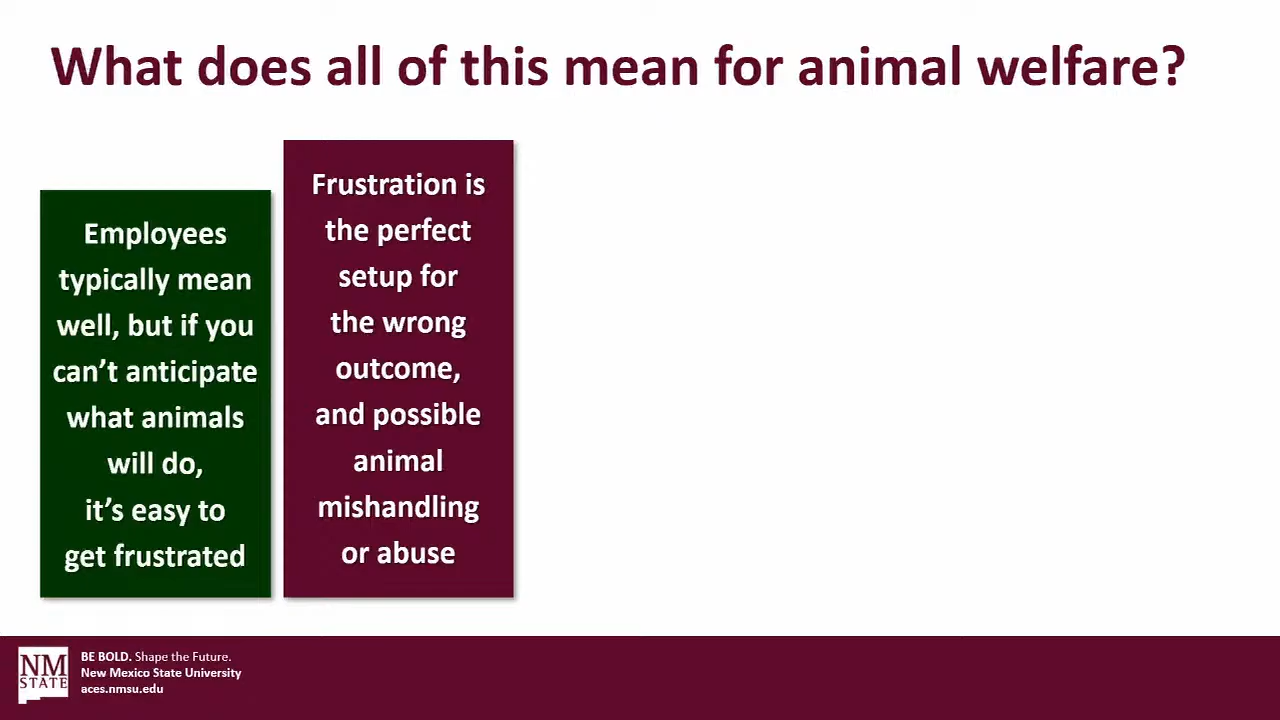 What does all of this mean for animal welfare?
Employees
typically mean
well, but if you
can’t anticipate
what animals
will do,
it’s easy to
get frustrated
Frustration is
the perfect
setup for
the wrong
outcome,
and possible
animal
mishandling
or abuse
NM
STATE
BE BOLD. Shape the Future.
New Mexico State University
aces.nmsu.edu